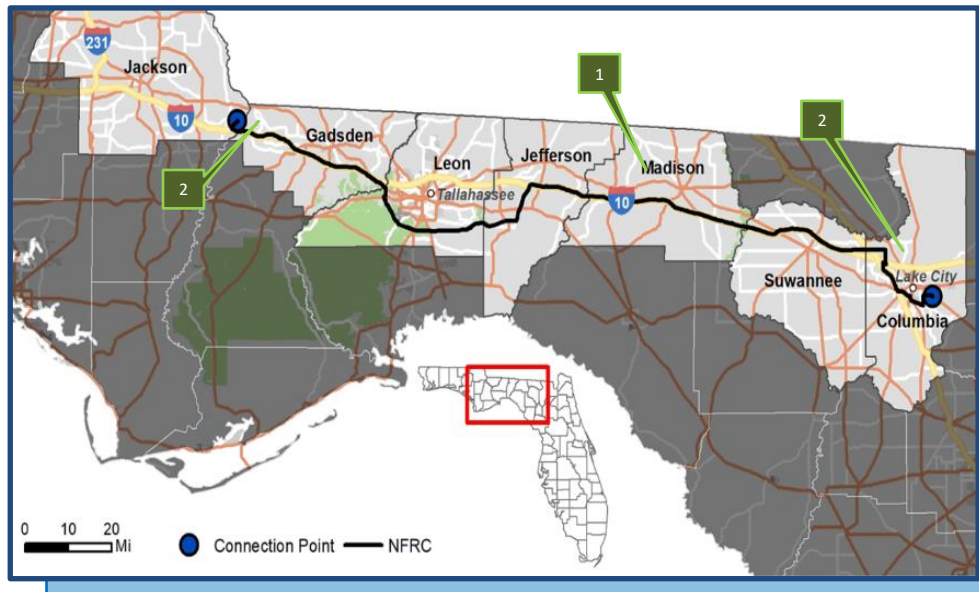 231
Jackson
10
Gadsden
2
Leon
Tallahassee
Jefferson
1
Madison
10
2
Suwannee
Lake City
Columbia
0 10 20
Mi
Connection Point
NFRC